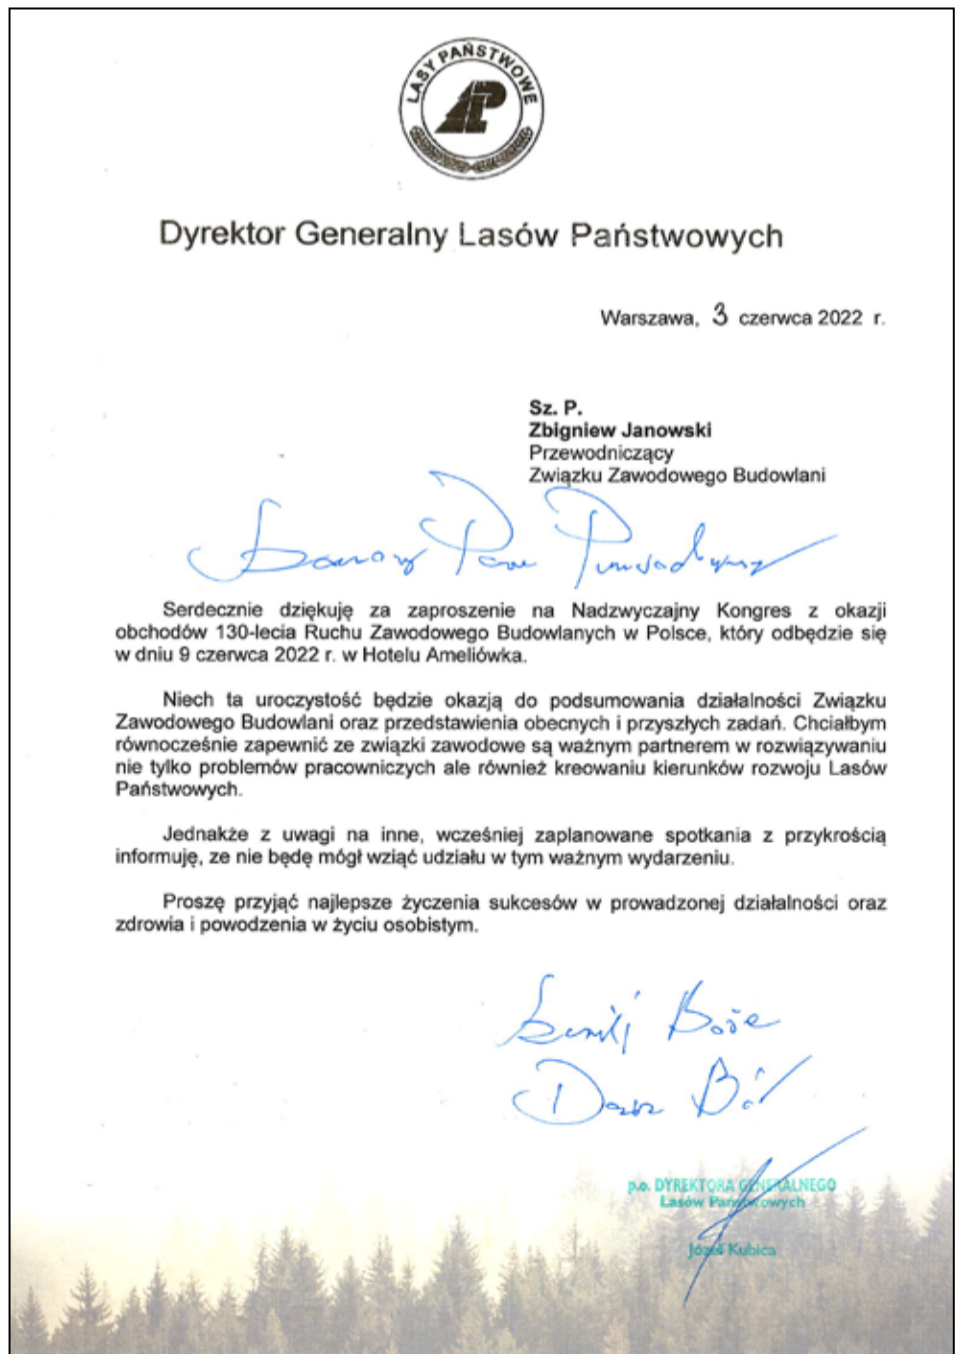 LASY PAŃSTWOWE
Dyrektor Generalny Lasów Państwowych
Warszawa, 3 czerwca 2022 r.
Sz. P.
Zbigniew Janowski
Przewodniczący
Związku Zawodowego Budowlani
Szanowny Panie Przewodniczący
Serdecznie dziękuję za zaproszenie na Nadzwyczajny Kongres z okazji
obchodów 130-lecia Ruchu Zawodowego Budowlanych w Polsce, który odbędzie się
w dniu 9 czerwca 2022 r. w Hotelu Ameliówka.
Niech ta uroczystość będzie okazją do podsumowania działalności Związku
Zawodowego Budowlani oraz przedstawienia obecnych i przyszłych zadań. Chciałbym
równocześnie zapewnić ze związki zawodowe są ważnym partnerem w rozwiązywaniu
nie tylko problemów pracowniczych ale również kreowaniu kierunków rozwoju Lasów
Państwowych.
Jednakże z uwagi na inne, wcześniej zaplanowane spotkania z przykrością
informuję, ze nie będę mógł wziąć udziału w tym ważnym wydarzeniu.
Proszę przyjąć najlepsze życzenia sukcesów w prowadzonej działalności oraz
zdrowia i powodzenia w życiu osobistym.
Boże
Darz Bór
p.o. DYREKTORA GENERALNEGO
Lasów Państwowych
Józef Kubica